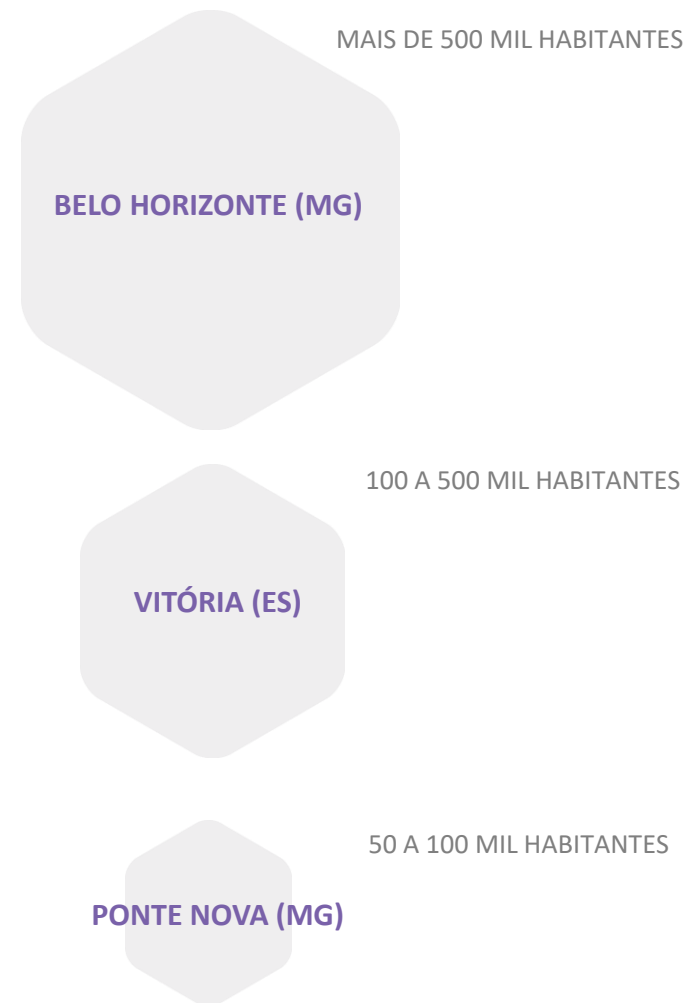 MAIS DE 500 MIL HABITANTES
BELO HORIZONTE (MG)
100 A 500 MIL HABITANTES
VITÓRIA (ES)
50 A 100 MIL HABITANTES
PONTE NOVA (MG)